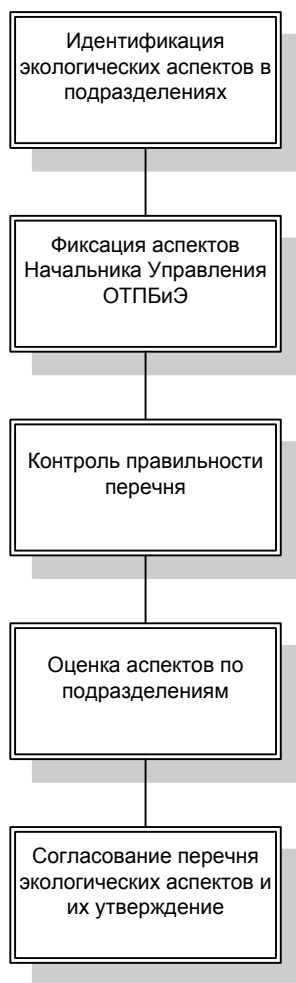 Идентификация
экологических аспектов в
подразделениях
Фиксация аспектов
Начальника Управления
ОТПБиЭ
Контроль правильности
перечня
Оценка аспектов по
подразделениям
Согласование перечня
экологических аспектов и
их утверждение